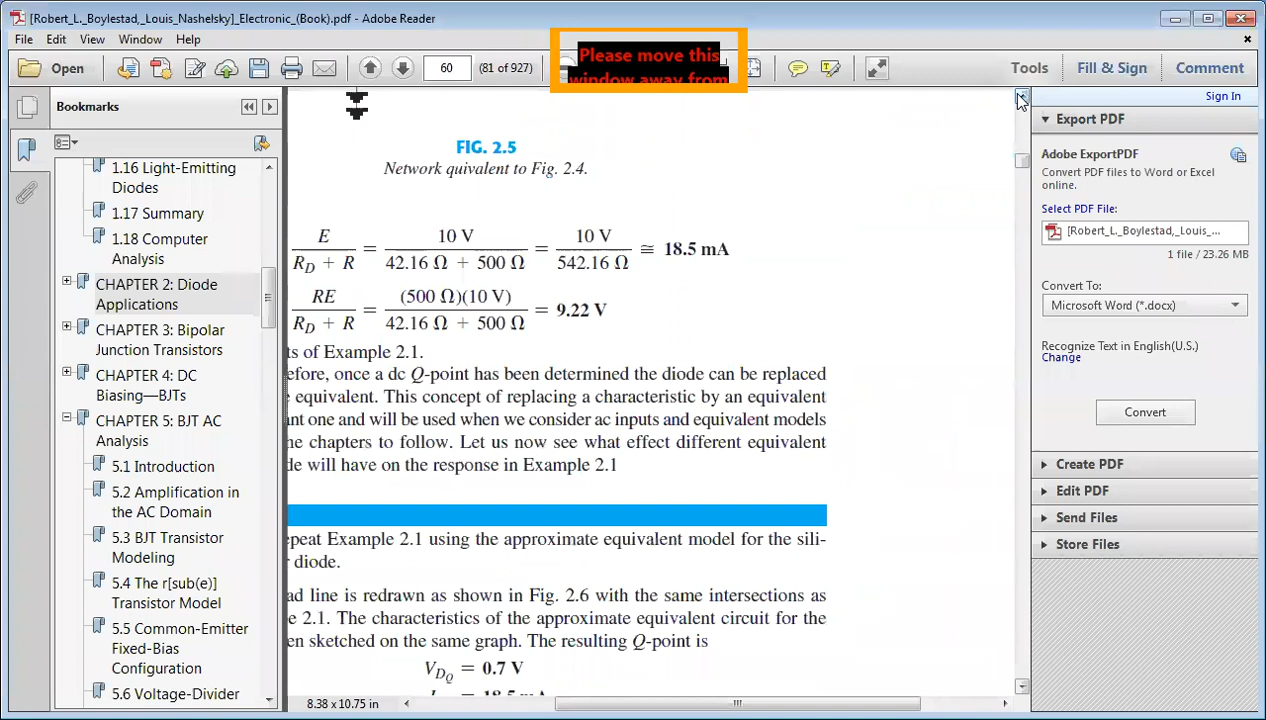 [Robert_L._Boylestad,_Louis_Nashelsky]_Electronic_(Book).pdf - Adobe Reader
File Edit View Window Help
Please move this
window away from
Open
60
(81 of 927)
Tools
Fill & Sign
Comment
Bookmarks
1.16 Light-Emitting
Diodes
1.17 Summary
1.18 Computer
Analysis
CHAPTER 2: Diode
Applications
CHAPTER 3: Bipolar
Junction Transistors
CHAPTER 4: DC
Biasing—BJTs
CHAPTER 5: BJT AC
Analysis
5.1 Introduction
5.2 Amplification in
the AC Domain
5.3 BJT Transistor
Modeling
5.4 The r[sub(e)]
Transistor Model
5.5 Common-Emitter
Fixed-Bias
Configuration
5.6 Voltage-Divider
FIG. 2.5
Network quivalent to Fig. 2.4.
E / (R_D + R) = 10 V / (42.16 Ω + 500 Ω) = 10 V / 542.16 Ω ≅ 18.5 mA
RE / (R_D + R) = (500 Ω)(10 V) / (42.16 Ω + 500 Ω) = 9.22 V
ts of Example 2.1.
efore, once a dc Q-point has been determined the diode can be replaced
e equivalent. This concept of replacing a characteristic by an equivalent
ant one and will be used when we consider ac inputs and equivalent models
he chapters to follow. Let us now see what effect different equivalent
de will have on the response in Example 2.1
epeat Example 2.1 using the approximate equivalent model for the sili-
r diode.
ad line is redrawn as shown in Fig. 2.6 with the same intersections as
e 2.1. The characteristics of the approximate equivalent circuit for the
en sketched on the same graph. The resulting Q-point is
V_DQ = 0.7 V
= 18.5 mA
8.38 x 10.75 in
Sign In
Export PDF
Adobe ExportPDF
Convert PDF files to Word or Excel
online.
Select PDF File:
[Robert_L._Boylestad,_Louis_...
1 file / 23.26 MB
Convert To:
Microsoft Word (*.docx)
Recognize Text in English(U.S.)
Change
Convert
Create PDF
Edit PDF
Send Files
Store Files